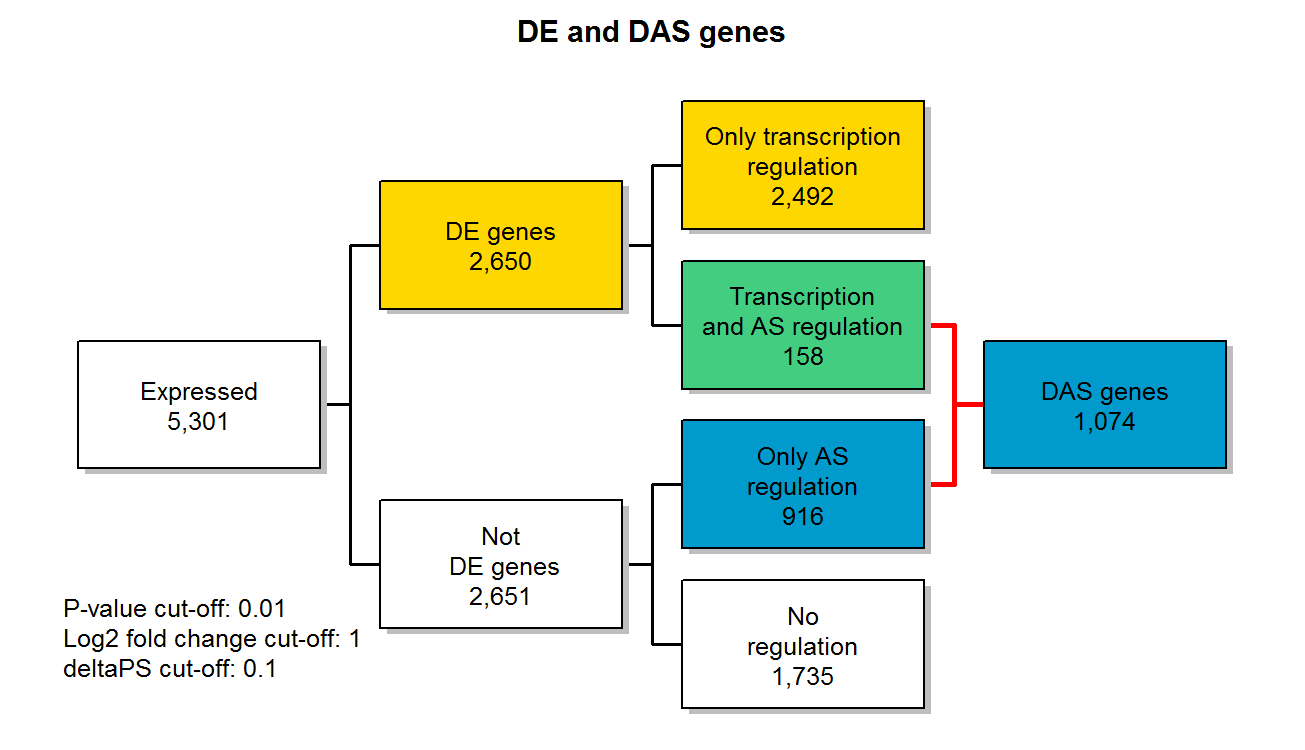 DE and DAS genes
Only transcription
regulation
2,492
DE genes
2,650
Transcription
and AS regulation
158
Expressed
5,301
DAS genes
1,074
Only AS
regulation
916
Not
DE genes
2,651
No
regulation
1,735
P-value cut-off: 0.01
Log2 fold change cut-off: 1
deltaPS cut-off: 0.1